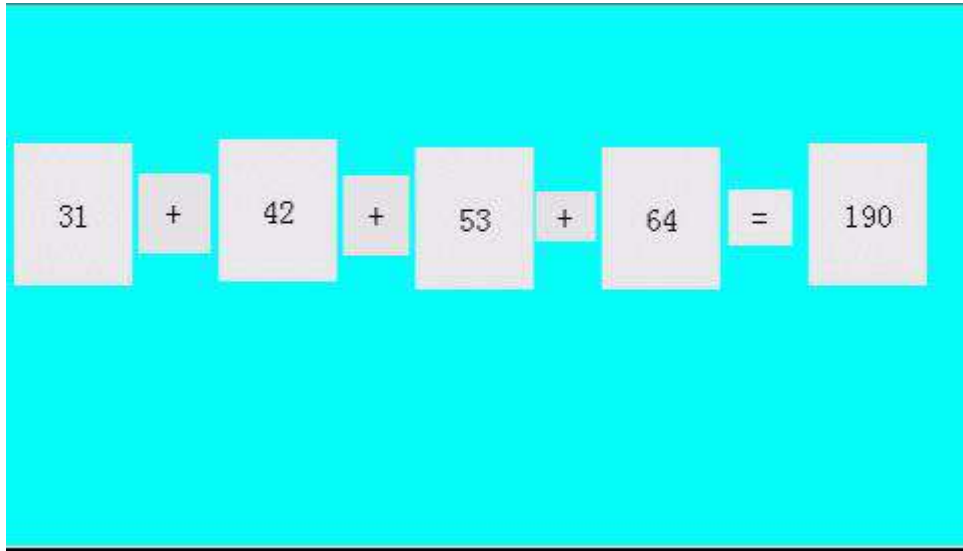 31 + 42 + 53 + 64 = 190